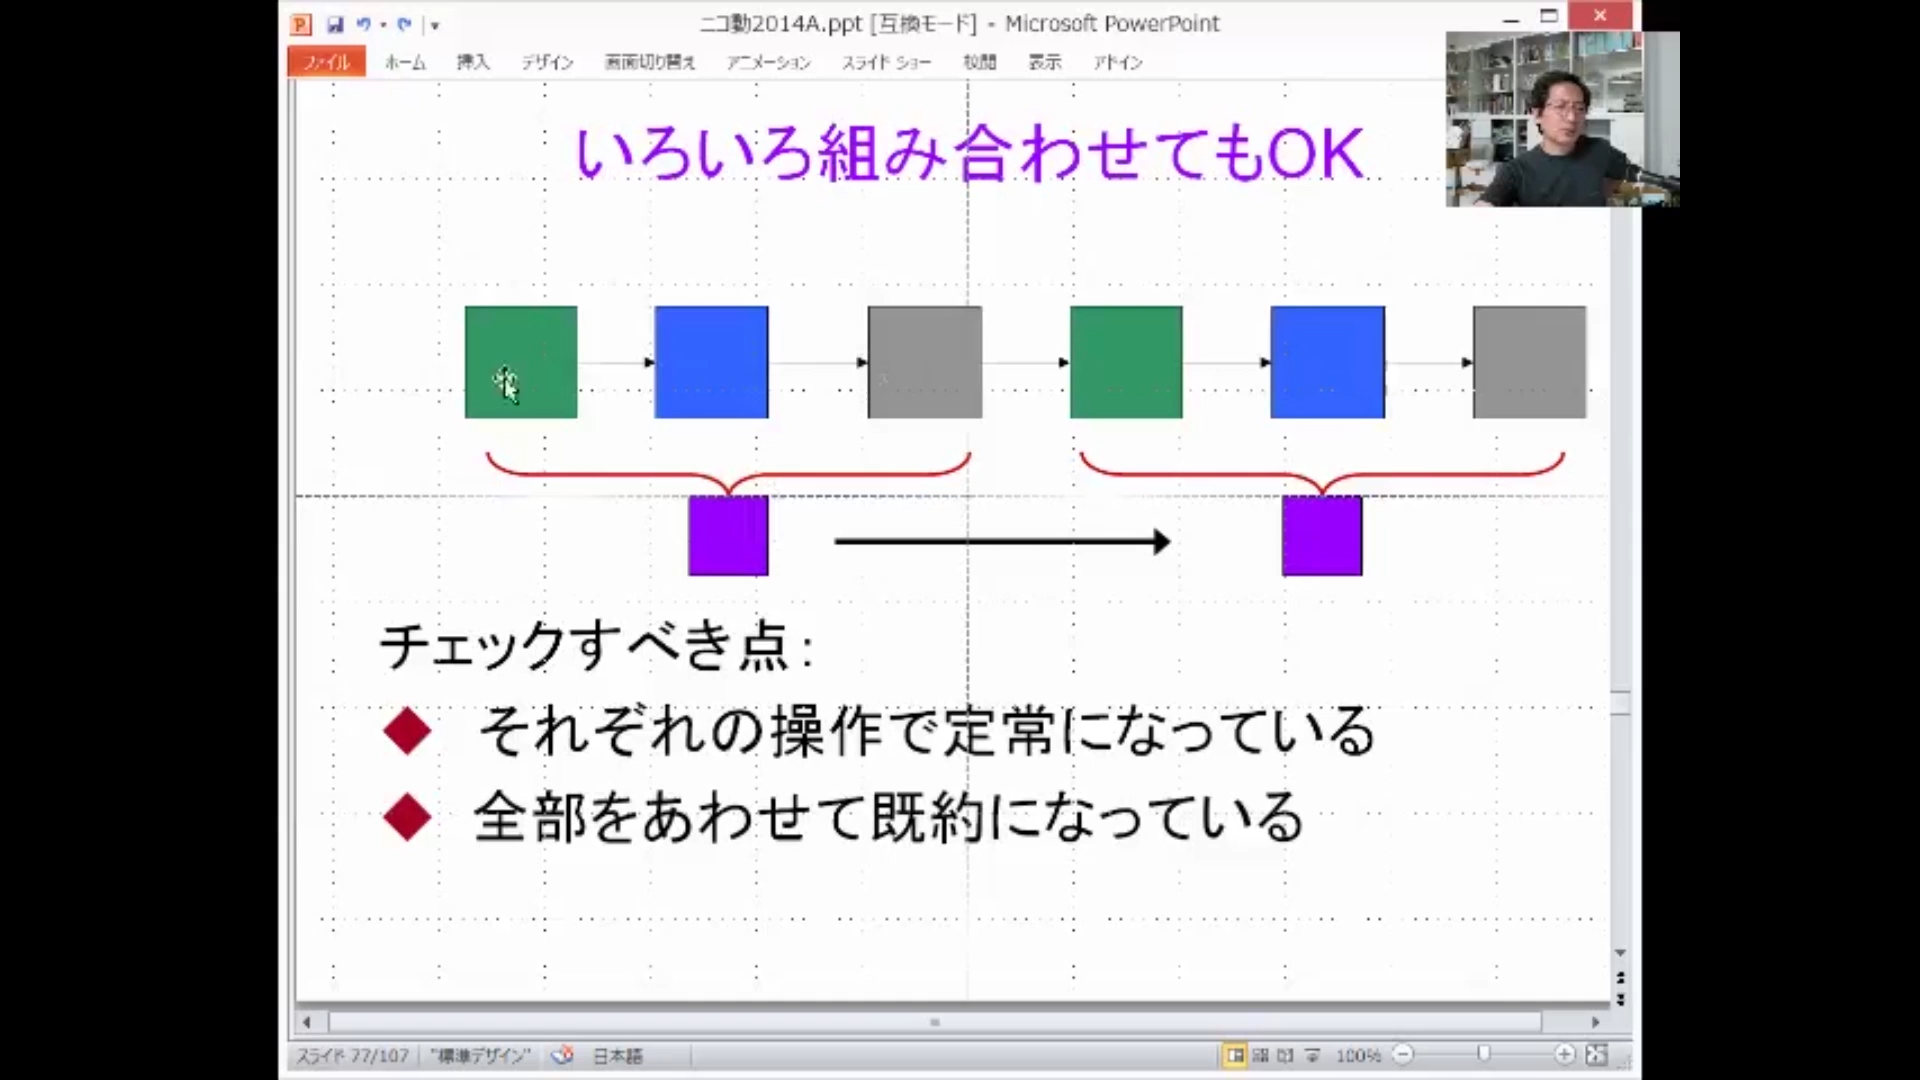 ニコ動2014A.ppt [互換モード] - Microsoft PowerPoint
ファイル ホーム 挿入 デザイン 画面切り替え アニメーション スライド ショー 校閲 表示 アドイン
いろいろ組み合わせてもOK
チェックすべき点：
それぞれの操作で定常になっている
全部をあわせて既約になっている
スライド 77/107 "標準デザイン" 日本語 100%